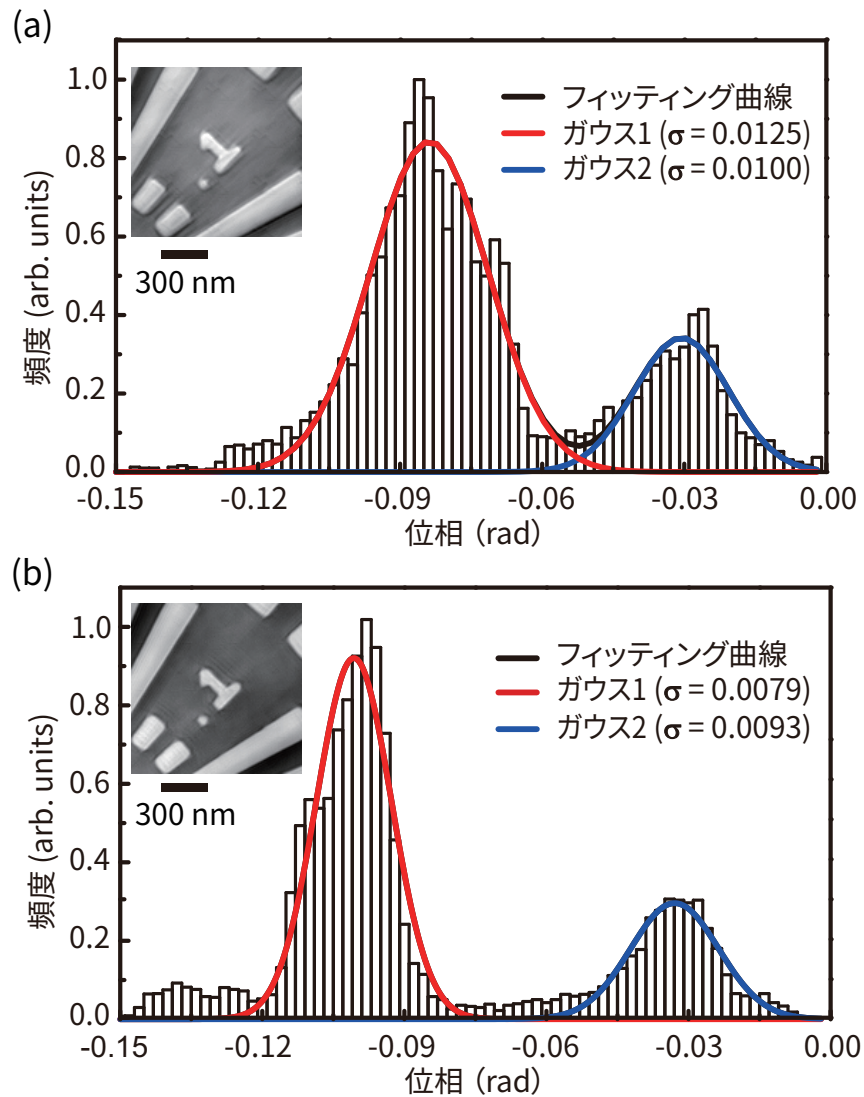 (a)
1.0
0.8
0.6
0.4
0.2
0.0
頻度 (arb. units)
300 nm
フィッティング曲線
ガウス1 (σ = 0.0125)
ガウス2 (σ = 0.0100)
-0.15 -0.12 -0.09 -0.06 -0.03 0.00
位相 (rad)
(b)
1.0
0.8
0.6
0.4
0.2
0.0
頻度 (arb. units)
300 nm
フィッティング曲線
ガウス1 (σ = 0.0079)
ガウス2 (σ = 0.0093)
-0.15 -0.12 -0.09 -0.06 -0.03 0.00
位相 (rad)